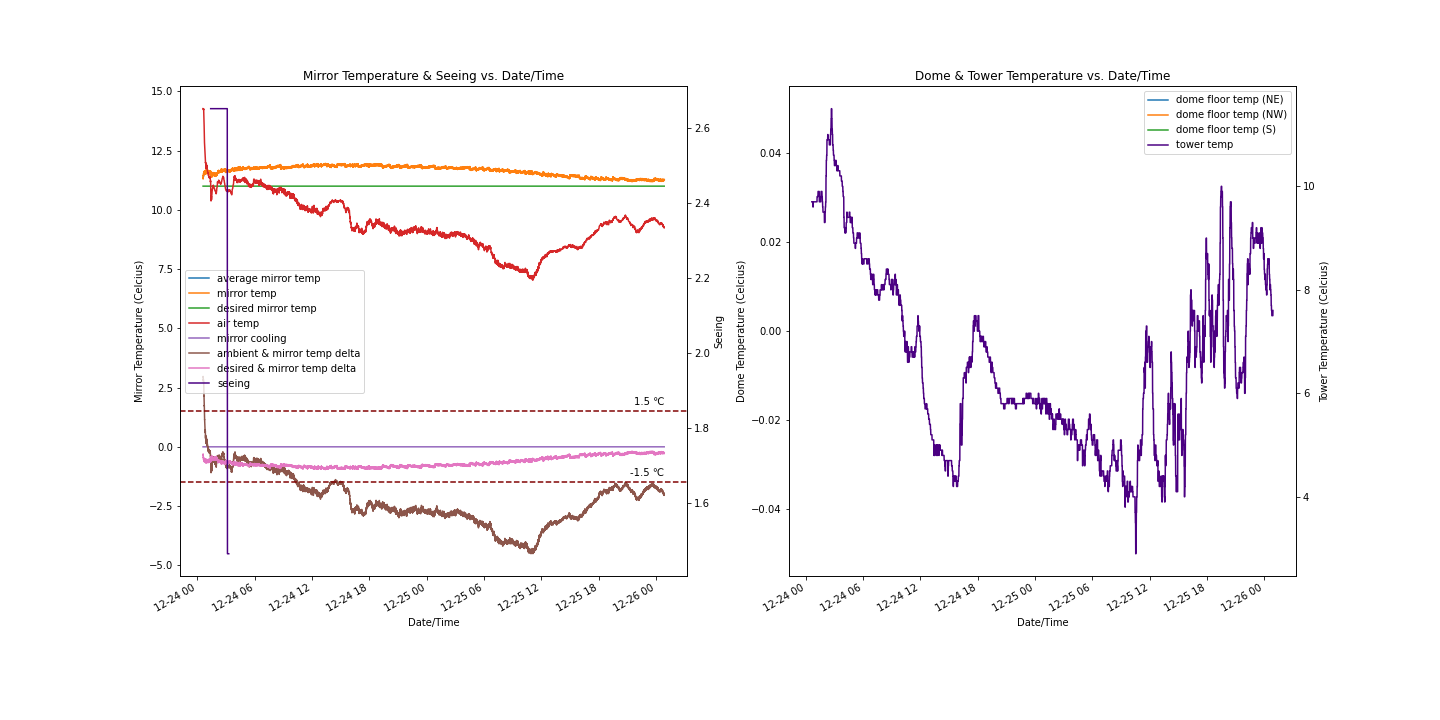 Mirror Temperature & Seeing vs. Date/Time
15.0
12.5
10.0
7.5
5.0
2.5
0.0
−2.5
−5.0
Mirror Temperature (Celcius)
average mirror temp
mirror temp
desired mirror temp
air temp
mirror cooling
ambient & mirror temp delta
desired & mirror temp delta
seeing
1.5 °C
-1.5 °C
2.6
2.4
2.2
2.0
1.8
1.6
Seeing
12-24 00
12-24 06
12-24 12
12-24 18
12-25 00
12-25 06
12-25 12
12-25 18
12-26 00
Date/Time
Dome & Tower Temperature vs. Date/Time
0.04
0.02
0.00
−0.02
−0.04
Dome Temperature (Celcius)
dome floor temp (NE)
dome floor temp (NW)
dome floor temp (S)
tower temp
10
8
6
4
Tower Temperature (Celcius)
12-24 00
12-24 06
12-24 12
12-24 18
12-25 00
12-25 06
12-25 12
12-25 18
12-26 00
Date/Time